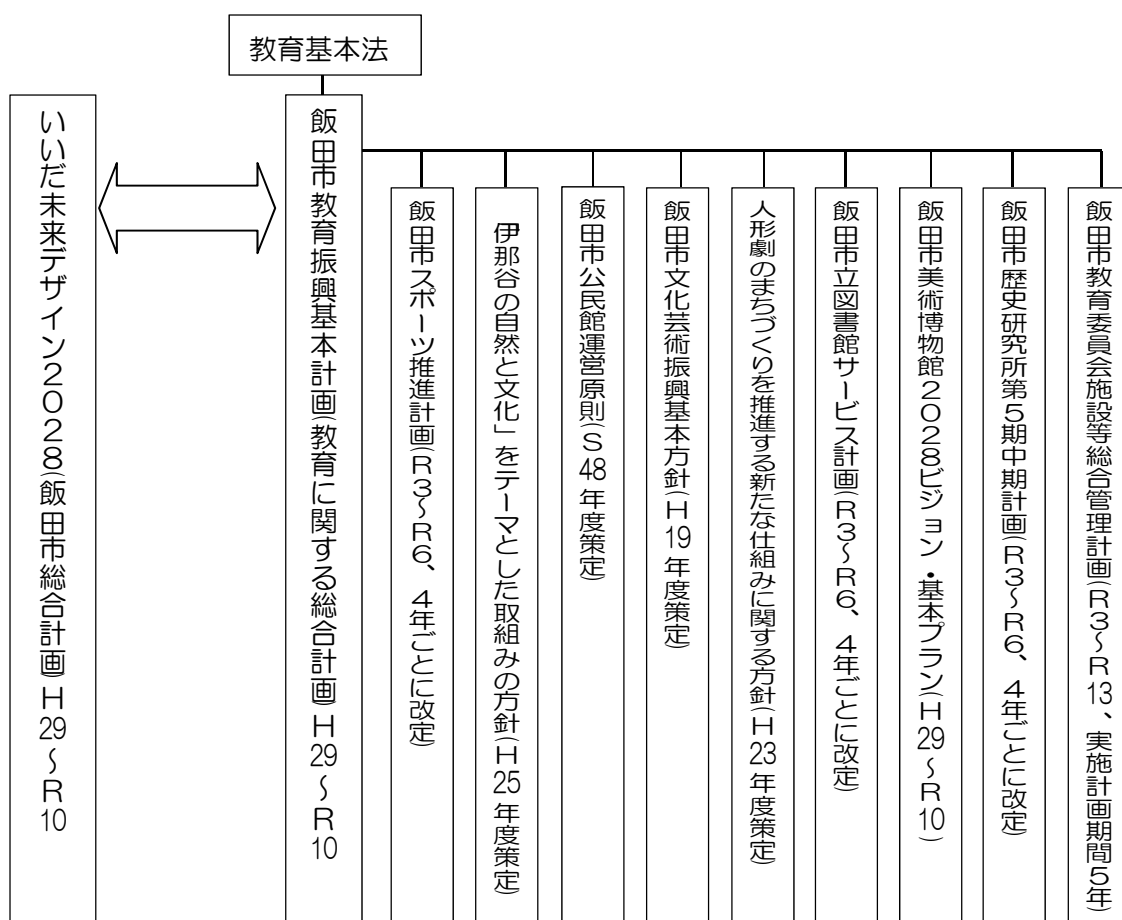 教育基本法
いいだ未来デザイン2028(飯田市総合計画)H29～R10
飯田市教育振興基本計画(教育に関する総合計画)H29～R10
飯田市スポーツ推進計画(R3～R6、4年ごとに改定)
伊那谷の自然と文化」をテーマとした取組みの方針(H25年度策定)
飯田市公民館運営原則(S48年度策定)
飯田市文化芸術振興基本方針(H19年度策定)
人形劇のまちづくりを推進する新たな仕組みに関する方針(H23年度策定)
飯田市立図書館サービス計画(R3～R6、4年ごとに改定)
飯田市美術博物館2028ビジョン・基本プラン(H29～R10)
飯田市歴史研究所第5期中期計画(R3～R6、4年ごとに改定)
飯田市教育委員会施設等総合管理計画(R3～R13、実施計画期間5年)